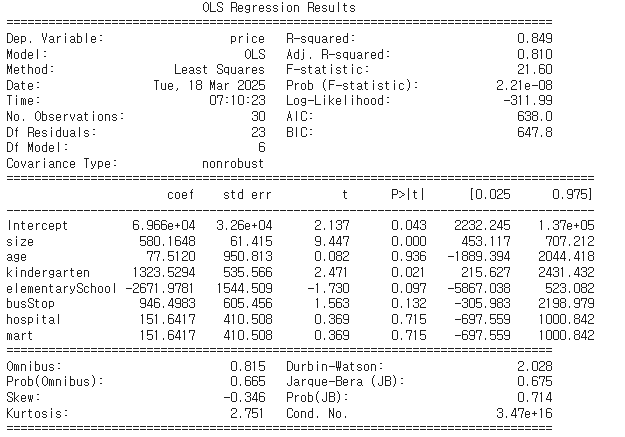 OLS Regression Results
==============================================================================
Dep. Variable: price R-squared: 0.849
Model: OLS Adj. R-squared: 0.810
Method: Least Squares F-statistic: 21.60
Date: Tue, 18 Mar 2025 Prob (F-statistic): 2.21e-08
Time: 07:10:23 Log-Likelihood: -311.99
No. Observations: 30 AIC: 638.0
Df Residuals: 23 BIC: 647.8
Df Model: 6
Covariance Type: nonrobust
====================================================================================
coef std err t P>|t| [0.025 0.975]
------------------------------------------------------------------------------------
Intercept 6.966e+04 3.26e+04 2.137 0.043 2232.245 1.37e+05
size 580.1648 61.415 9.447 0.000 453.117 707.212
age 77.5120 950.813 0.082 0.936 -1889.394 2044.418
kindergarten 1323.5294 535.566 2.471 0.021 215.627 2431.432
elementarySchool -2671.9781 1544.509 -1.730 0.097 -5867.038 523.082
busStop 946.4983 605.456 1.563 0.132 -305.983 2198.979
hospital 151.6417 410.508 0.369 0.715 -697.559 1000.842
mart 151.6417 410.508 0.369 0.715 -697.559 1000.842
==============================================================================
Omnibus: 0.815 Durbin-Watson: 2.028
Prob(Omnibus): 0.665 Jarque-Bera (JB): 0.675
Skew: -0.346 Prob(JB): 0.714
Kurtosis: 2.751 Cond. No. 3.47e+16
==============================================================================